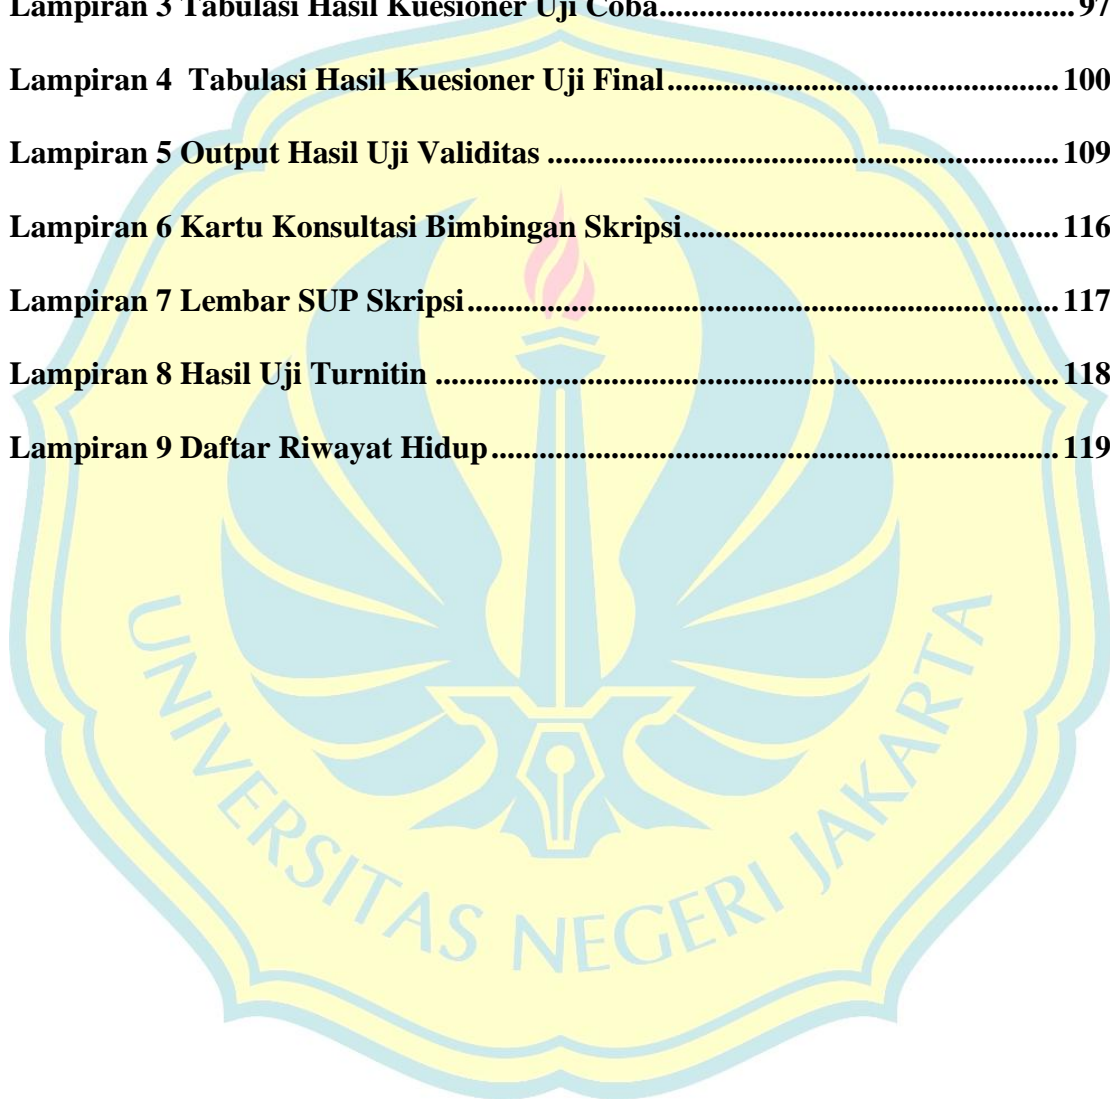 Lampiran 3 Tabulasi Hasil Kuesioner Uji Coba.................................................... 97
Lampiran 4  Tabulasi Hasil Kuesioner Uji Final................................................. 100
Lampiran 5 Output Hasil Uji Validitas ................................................................ 109
Lampiran 6 Kartu Konsultasi Bimbingan Skripsi............................................... 116
Lampiran 7 Lembar SUP Skripsi.......................................................................... 117
Lampiran 8 Hasil Uji Turnitin .............................................................................. 118
Lampiran 9 Daftar Riwayat Hidup....................................................................... 119
UNIVERSITAS NEGERI JAKARTA